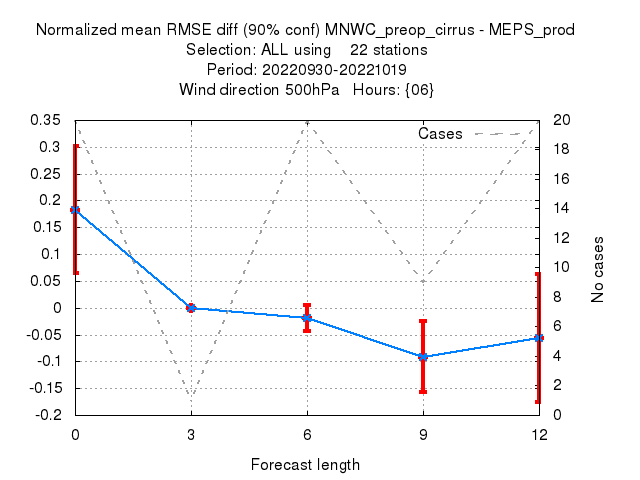 Normalized mean RMSE diff (90% conf) MNWC_preop_cirrus - MEPS_prod
Selection: ALL using    22 stations
Period: 20220930-20221019
Wind direction 500hPa   Hours: {06}
Cases
0.35
0.3
0.25
0.2
0.15
0.1
0.05
0
-0.05
-0.1
-0.15
-0.2
20
18
16
14
12
10
8
6
4
2
0
No cases
0 3 6 9 12
Forecast length